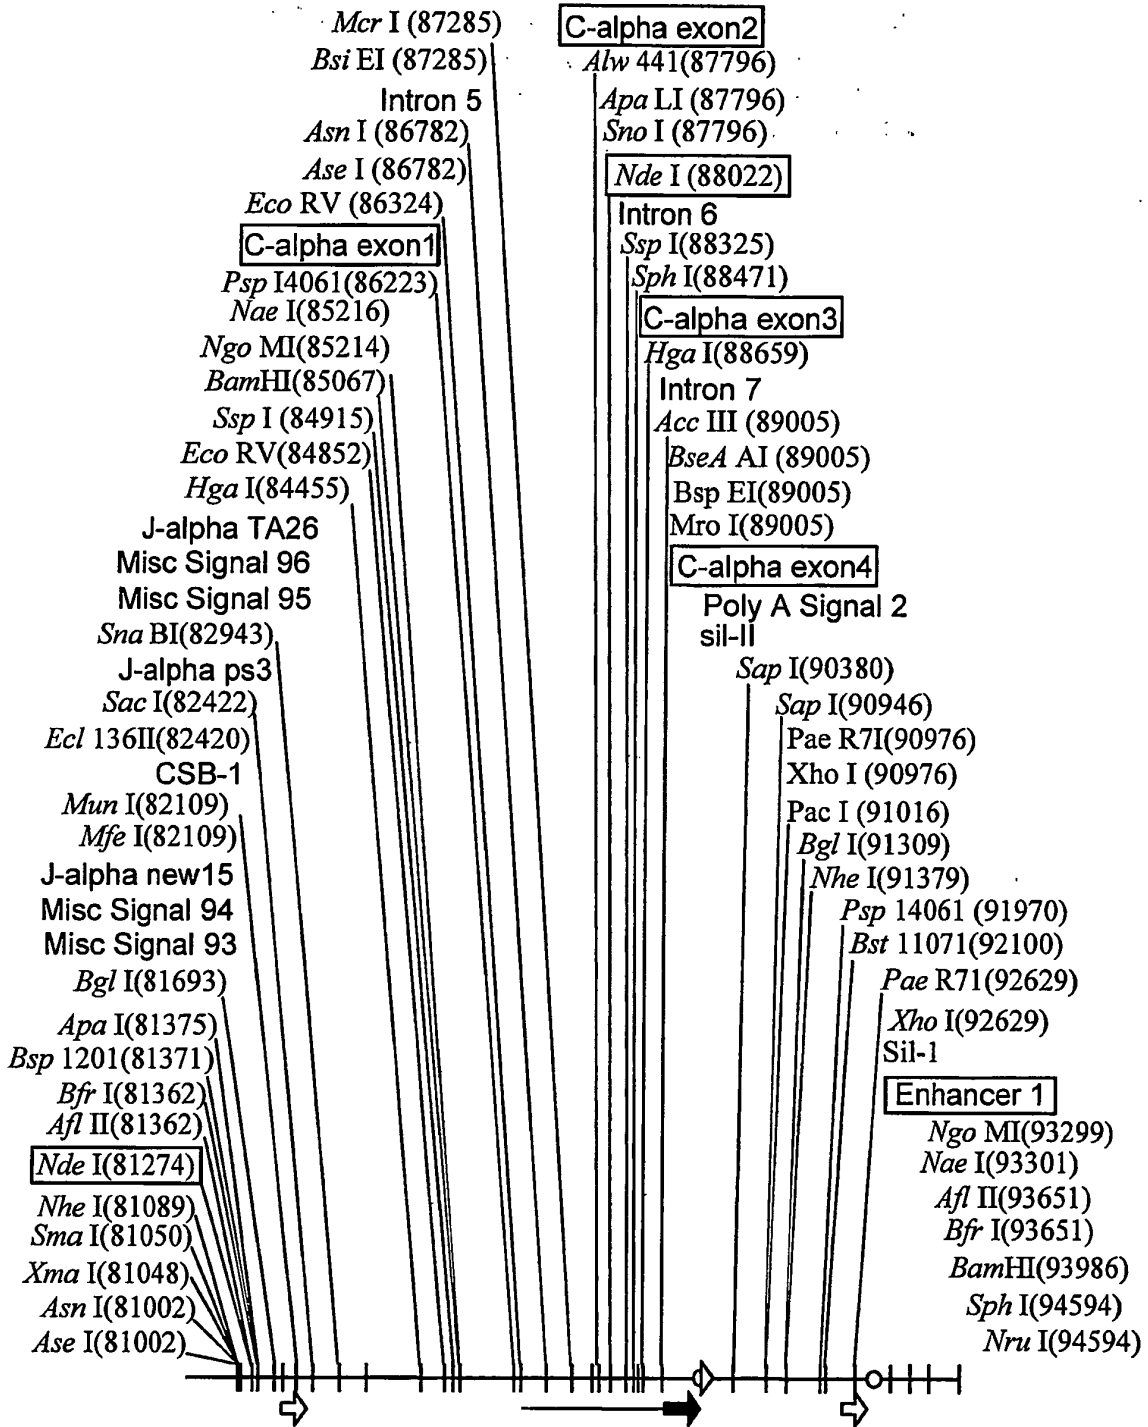 Mcr I (87285)
Bsi EI (87285)
Intron 5
Asn I (86782)
Ase I (86782)
Eco RV (86324)
C-alpha exon1
Psp I4061(86223)
Nae I(85216)
Ngo MI(85214)
BamHI(85067)
Ssp I (84915)
Eco RV(84852)
Hga I(84455)
J-alpha TA26
Misc Signal 96
Misc Signal 95
Sna BI(82943)
J-alpha ps3
Sac I(82422)
Ecl 136II(82420)
CSB-1
Mun I(82109)
Mfe I(82109)
J-alpha new15
Misc Signal 94
Misc Signal 93
Bgl I(81693)
Apa I(81375)
Bsp 1201(81371)
Bfr I(81362)
Afl II(81362)
Nde I(81274)
Nhe I(81089)
Sma I(81050)
Xma I(81048)
Asn I(81002)
Ase I(81002)
C-alpha exon2
Alw 441(87796)
Apa LI (87796)
Sno I (87796)
Nde I (88022)
Intron 6
Ssp I(88325)
Sph I(88471)
C-alpha exon3
Hga I(88659)
Intron 7
Acc III (89005)
BseA AI (89005)
Bsp EI(89005)
Mro I(89005)
C-alpha exon4
Poly A Signal 2
sil-II
Sap I(90380)
Sap I(90946)
Pae R7I(90976)
Xho I (90976)
Pac I (91016)
Bgl I(91309)
Nhe I(91379)
Psp 14061 (91970)
Bst 11071(92100)
Pae R71(92629)
Xho I(92629)
Sil-1
Enhancer 1
Ngo MI(93299)
Nae I(93301)
Afl II(93651)
Bfr I(93651)
BamHI(93986)
Sph I(94594)
Nru I(94594)